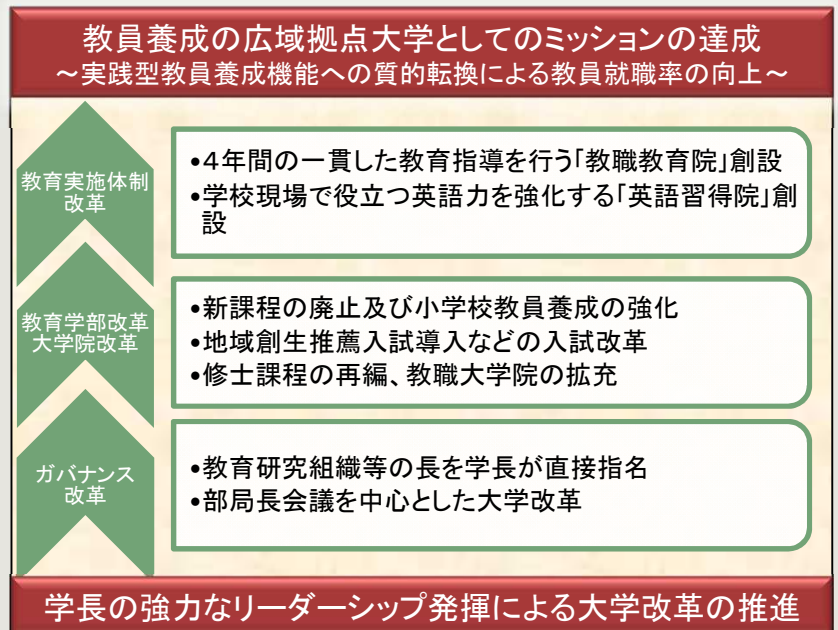 教員養成の広域拠点大学としてのミッションの達成
～実践型教員養成機能への質的転換による教員就職率の向上～
教育実施体制
改革
•４年間の一貫した教育指導を行う「教職教育院」創設
•学校現場で役立つ英語力を強化する「英語習得院」創
設
教育学部改革
大学院改革
•新課程の廃止及び小学校教員養成の強化
•地域創生推薦入試導入などの入試改革
•修士課程の再編、教職大学院の拡充
ガバナンス
改革
•教育研究組織等の長を学長が直接指名
•部局長会議を中心とした大学改革
学長の強力なリーダーシップ発揮による大学改革の推進